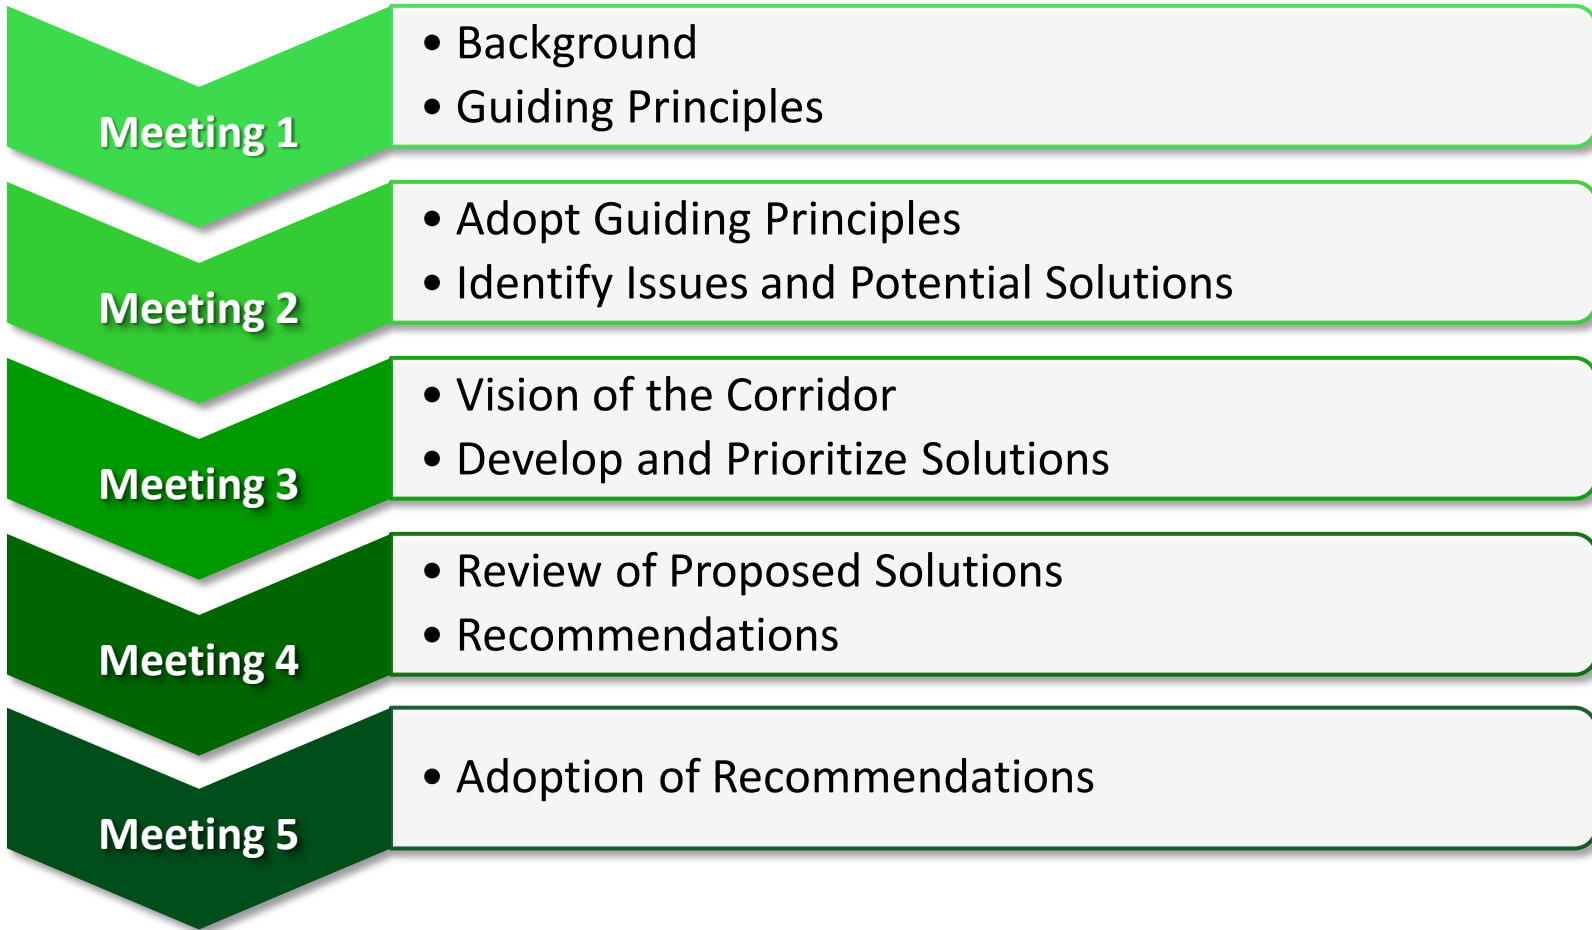 Meeting 1
• Background
• Guiding Principles
Meeting 2
• Adopt Guiding Principles
• Identify Issues and Potential Solutions
Meeting 3
• Vision of the Corridor
• Develop and Prioritize Solutions
Meeting 4
• Review of Proposed Solutions
• Recommendations
Meeting 5
• Adoption of Recommendations